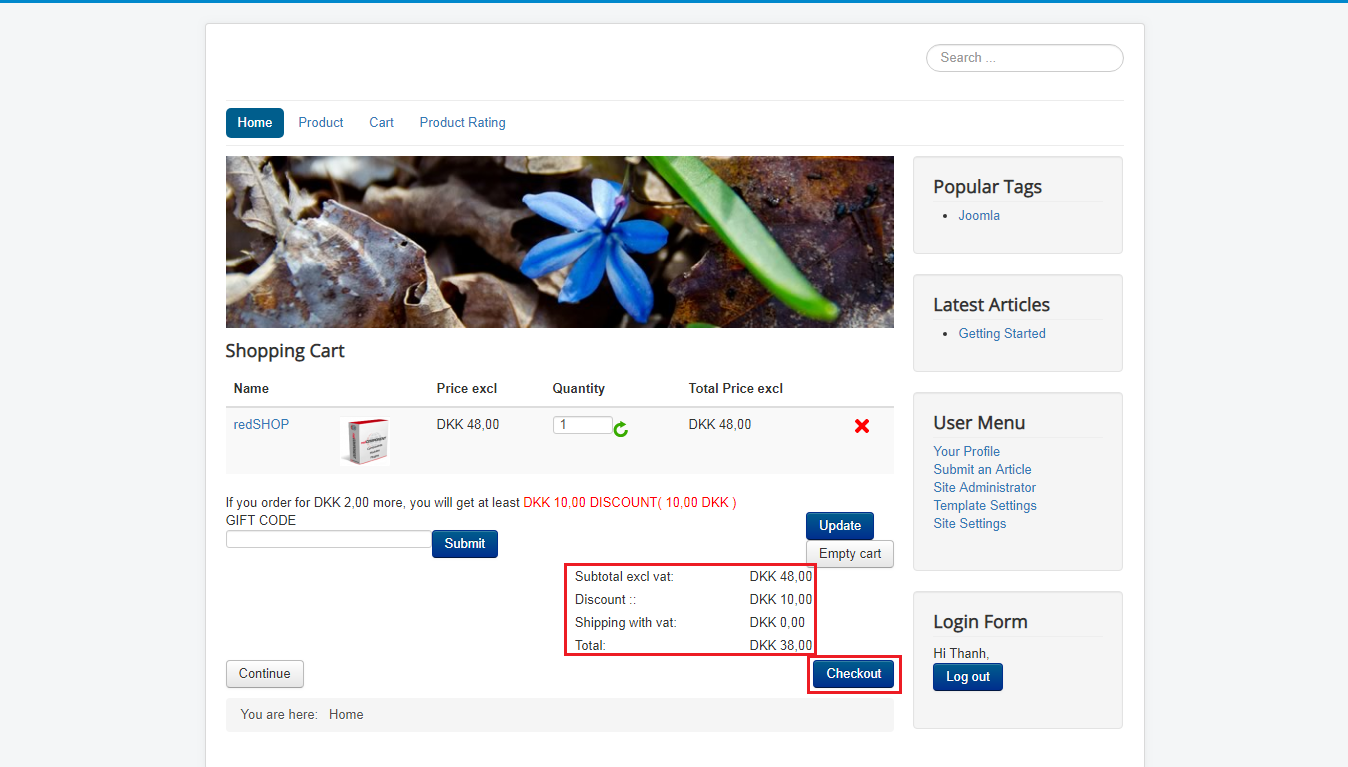 Search ...
Home Product Cart Product Rating
Shopping Cart
Name Price excl Quantity Total Price excl
redSHOP DKK 48,00 1 DKK 48,00
If you order for DKK 2,00 more, you will get at least DKK 10,00 DISCOUNT( 10,00 DKK )
GIFT CODE
Submit
Update
Empty cart
Subtotal excl vat: DKK 48,00
Discount :: DKK 10,00
Shipping with vat: DKK 0,00
Total: DKK 38,00
Continue Checkout
You are here: Home
Popular Tags
Joomla
Latest Articles
Getting Started
User Menu
Your Profile
Submit an Article
Site Administrator
Template Settings
Site Settings
Login Form
Hi Thanh,
Log out